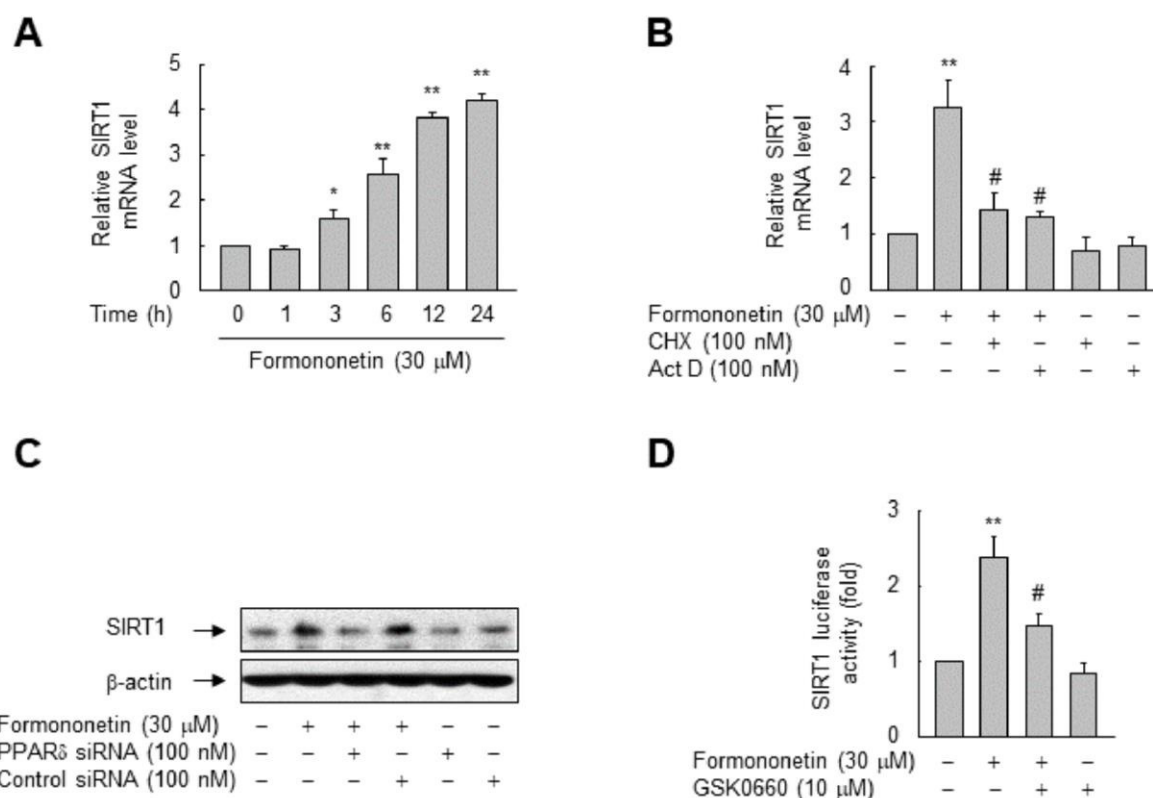 A
Relative SIRT1
mRNA level
5
4
3
2
1
0
* ** ** **
Time (h) 0 1 3 6 12 24
Formononetin (30 μM)
B
Relative SIRT1
mRNA level
4
3
2
1
0
** # #
Formononetin (30 μM) – + + + – –
CHX (100 nM) – – + – + –
Act D (100 nM) – – – + – +
C
SIRT1
β-actin
Formononetin (30 μM) – + + + – –
PPARδ siRNA (100 nM) – – + – + –
Control siRNA (100 nM) – – – + – +
D
SIRT1 luciferase
activity (fold)
3
2
1
0
** #
Formononetin (30 μM) – + + –
GSK0660 (10 μM) – – + +